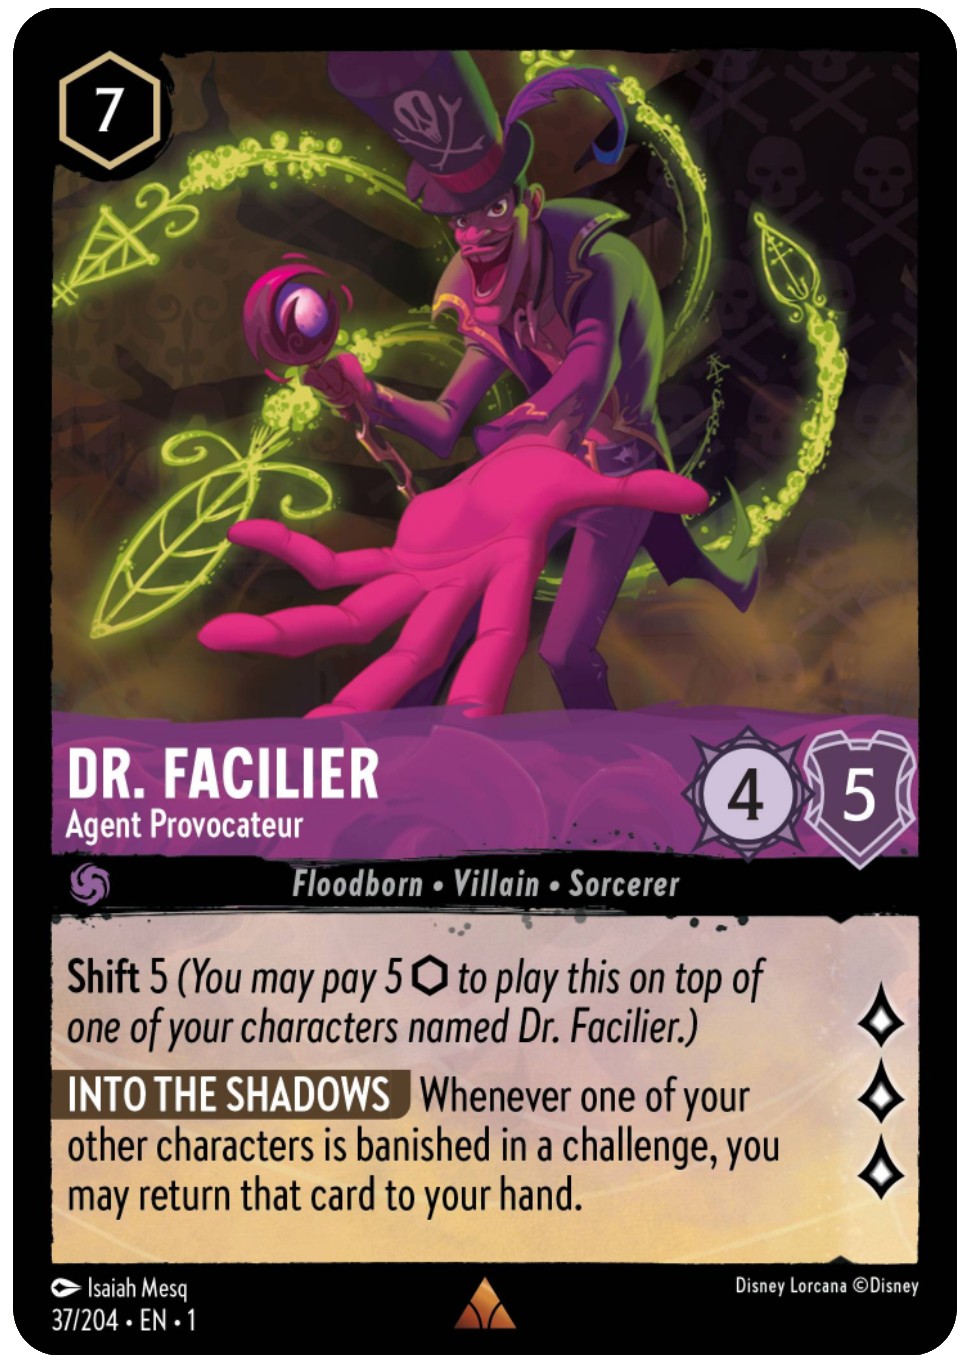 7
DR. FACILIER
Agent Provocateur
4
5
Floodborn • Villain • Sorcerer
Shift 5 (You may pay 5 ⬡ to play this on top of
one of your characters named Dr. Facilier.)
INTO THE SHADOWS Whenever one of your
other characters is banished in a challenge, you
may return that card to your hand.
Isaiah Mesq
Disney Lorcana ©Disney
37/204 • EN • 1